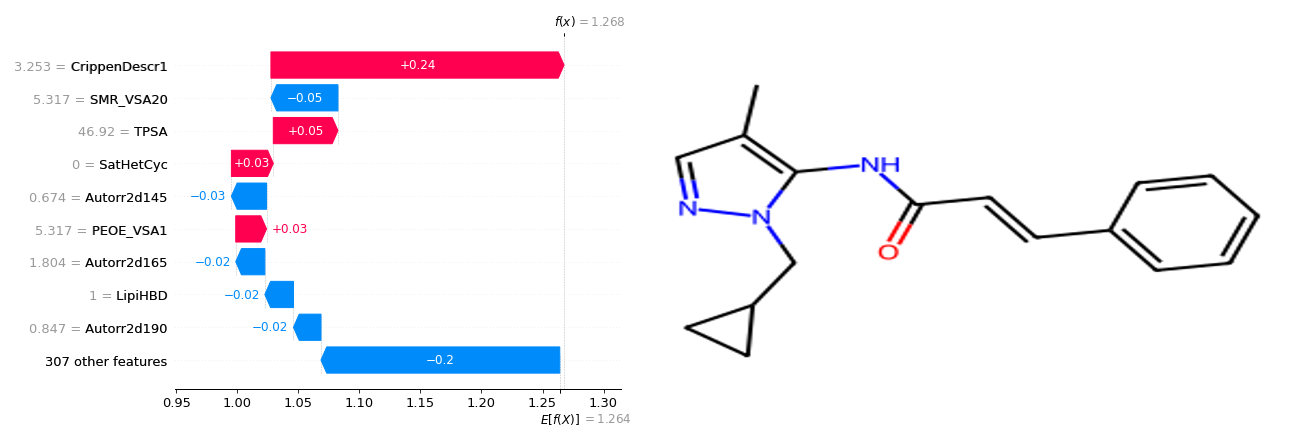 f(x) = 1.268
3.253 = CrippenDescr1
+0.24
5.317 = SMR_VSA20
−0.05
46.92 = TPSA
+0.05
0 = SatHetCyc
+0.03
0.674 = Autorr2d145
−0.03
5.317 = PEOE_VSA1
+0.03
1.804 = Autorr2d165
−0.02
1 = LipiHBD
−0.02
0.847 = Autorr2d190
−0.02
307 other features
−0.2
0.95 1.00 1.05 1.10 1.15 1.20 1.25 1.30
E[f(X)] = 1.264
NH
N
N
O